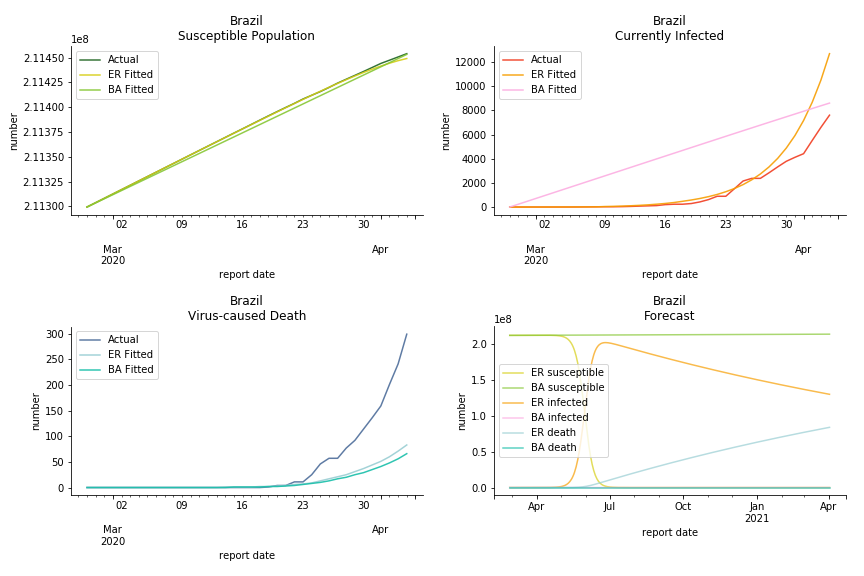 Brazil
Susceptible Population
1e8
Actual
ER Fitted
BA Fitted
number
2.11450
2.11425
2.11400
2.11375
2.11350
2.11325
2.11300
02 09 16 23 30
Mar Apr
2020
report date
Brazil
Currently Infected
Actual
ER Fitted
BA Fitted
number
12000
10000
8000
6000
4000
2000
0
02 09 16 23 30
Mar Apr
2020
report date
Brazil
Virus-caused Death
Actual
ER Fitted
BA Fitted
number
300
250
200
150
100
50
0
02 09 16 23 30
Mar Apr
2020
report date
Brazil
Forecast
1e8
ER susceptible
BA susceptible
ER infected
BA infected
ER death
BA death
number
2.0
1.5
1.0
0.5
0.0
Apr Jul Oct Jan Apr
2021
report date